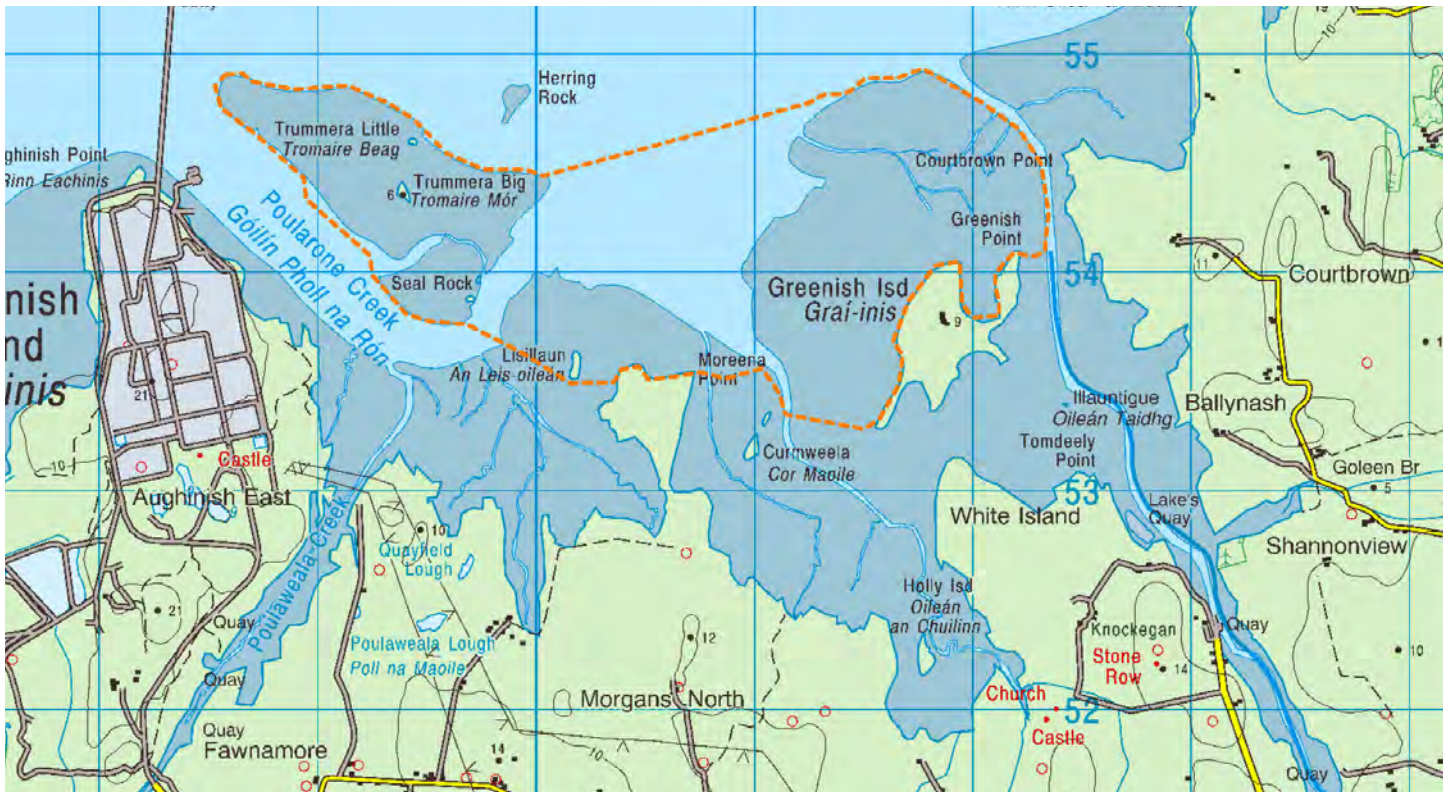 Quay
55
Herring
Rock
Trummera Little
Tromaire Beag
ghinish Point
Rinn Eachinis
Courtbrown Point
6
Trummera Big
Tromaire Mór
Poularone Creek
Góilín Pholl na Rón
Greenish
Point
11
54
Courtbrown
Seal Rock
Greenish Isd
Graí-inis
9
nish
nd
inis
Lisillaun
An Leis-oileán
Moreena
Point
21
Illauntigue
Oileán Taidhg
Ballynash
10
Castle
Curraweela
Cor Maoile
Tomdeely
Point
Goleen Br
5
Aughinish East
53
White Island
Lake's
Quay
10
Quayfield
Lough
Shannonview
Poulaweala Creek
Holly Isd
Oileán
an Chuilinn
21
Quay
Poulaweala Lough
Poll na Maoile
12
Knockegan
Quay
Stone
Row
14
10
Quay
Morgans North
Church
52
Castle
Quay
Fawnamore
14
10
Quay